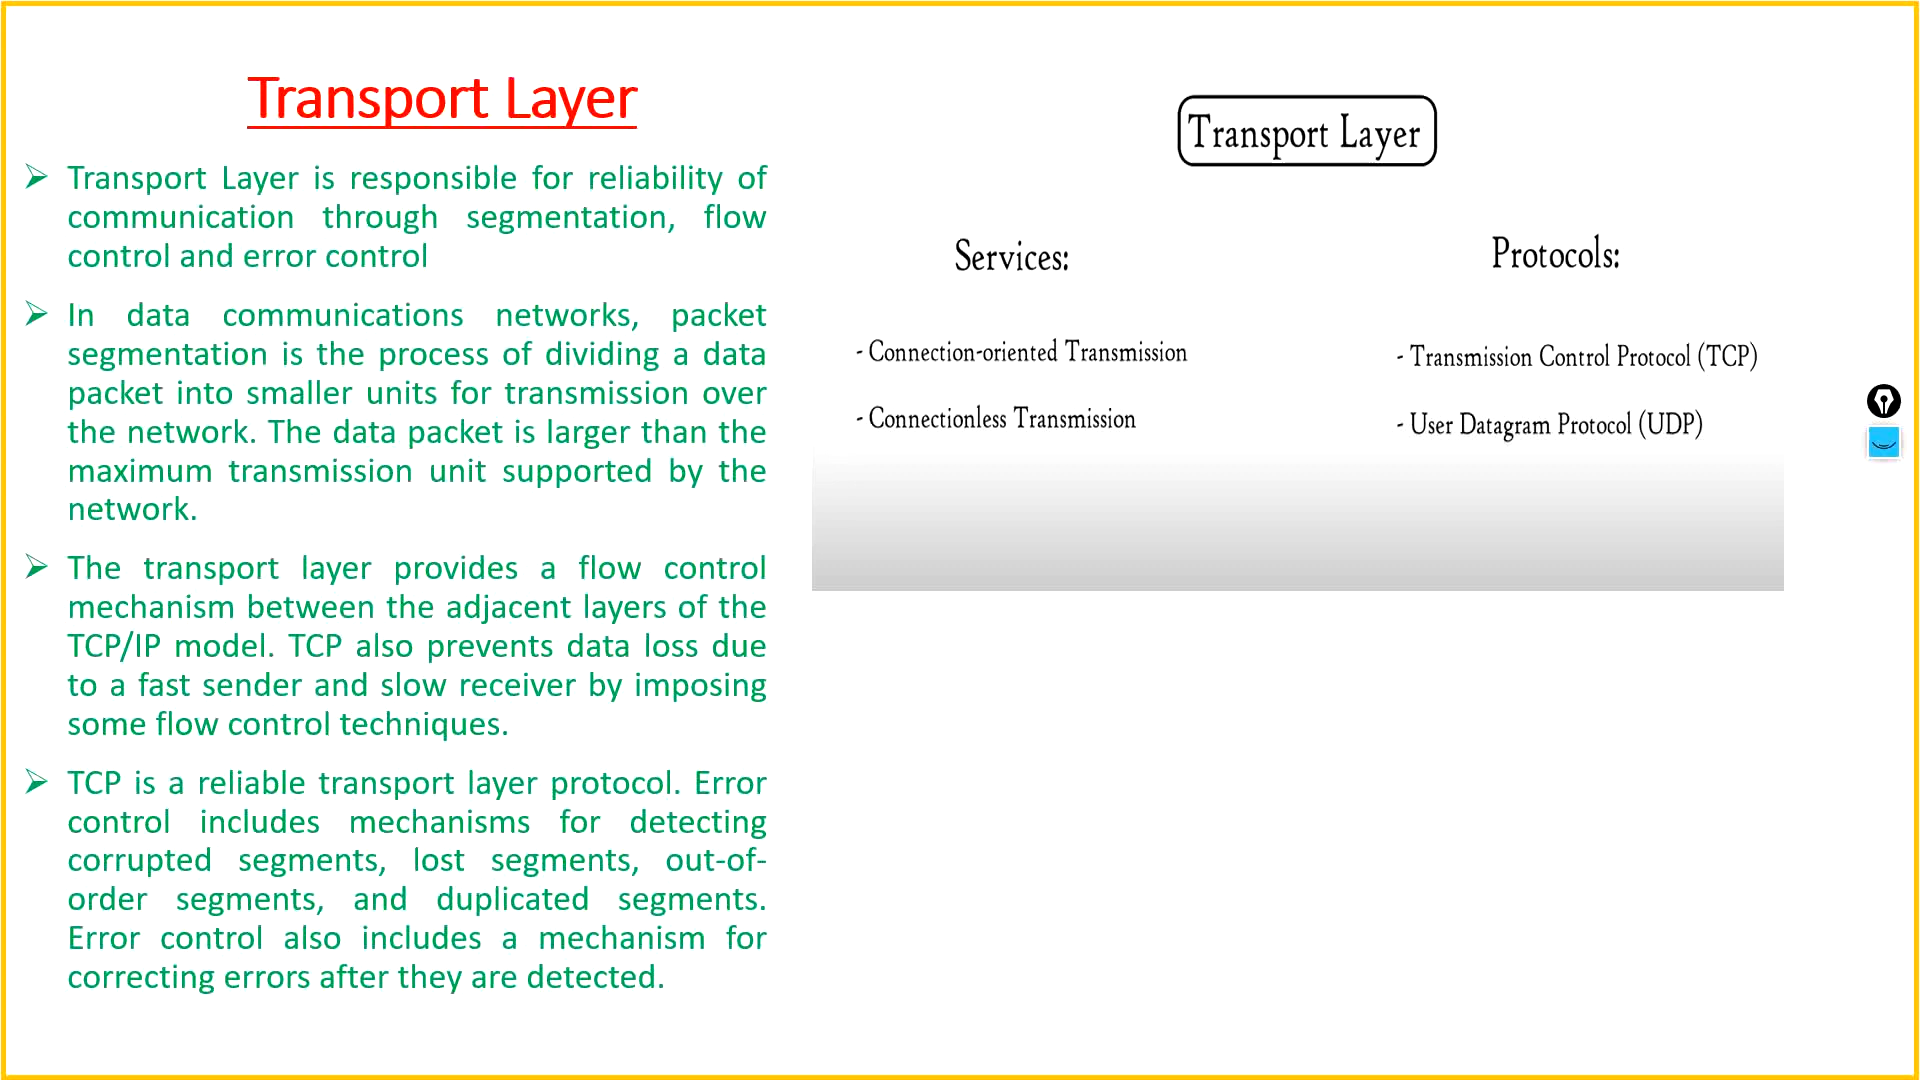 Transport Layer
➢ Transport Layer is responsible for reliability of
communication through segmentation, flow
control and error control
➢ In data communications networks, packet
segmentation is the process of dividing a data
packet into smaller units for transmission over
the network. The data packet is larger than the
maximum transmission unit supported by the
network.
➢ The transport layer provides a flow control
mechanism between the adjacent layers of the
TCP/IP model. TCP also prevents data loss due
to a fast sender and slow receiver by imposing
some flow control techniques.
➢ TCP is a reliable transport layer protocol. Error
control includes mechanisms for detecting
corrupted segments, lost segments, out-of-
order segments, and duplicated segments.
Error control also includes a mechanism for
correcting errors after they are detected.
Transport Layer
Services:
- Connection-oriented Transmission
- Connectionless Transmission
Protocols:
- Transmission Control Protocol (TCP)
- User Datagram Protocol (UDP)